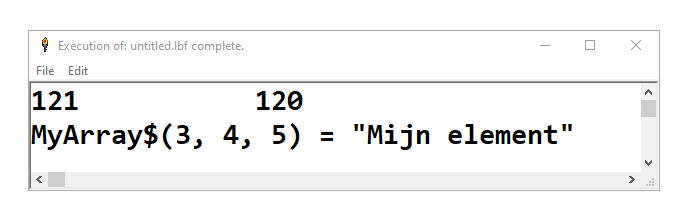 Execution of: untitled.lbf complete.
File Edit
121 120
MyArray$(3, 4, 5) = "Mijn element"